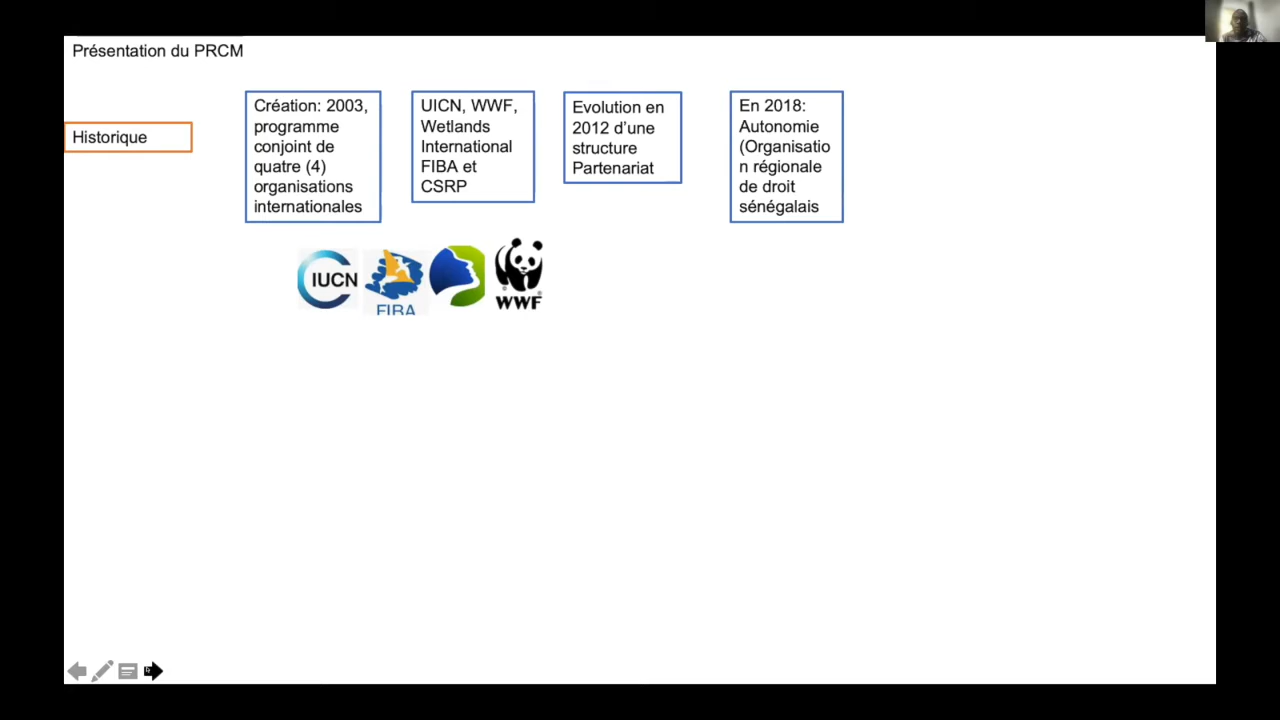 Présentation du PRCM
Historique
Création: 2003,
programme
conjoint de
quatre (4)
organisations
internationales
UICN, WWF,
Wetlands
International
FIBA et
CSRP
Evolution en
2012 d’une
structure
Partenariat
En 2018:
Autonomie
(Organisatio
n régionale
de droit
sénégalais
IUCN
FIBA
WWF